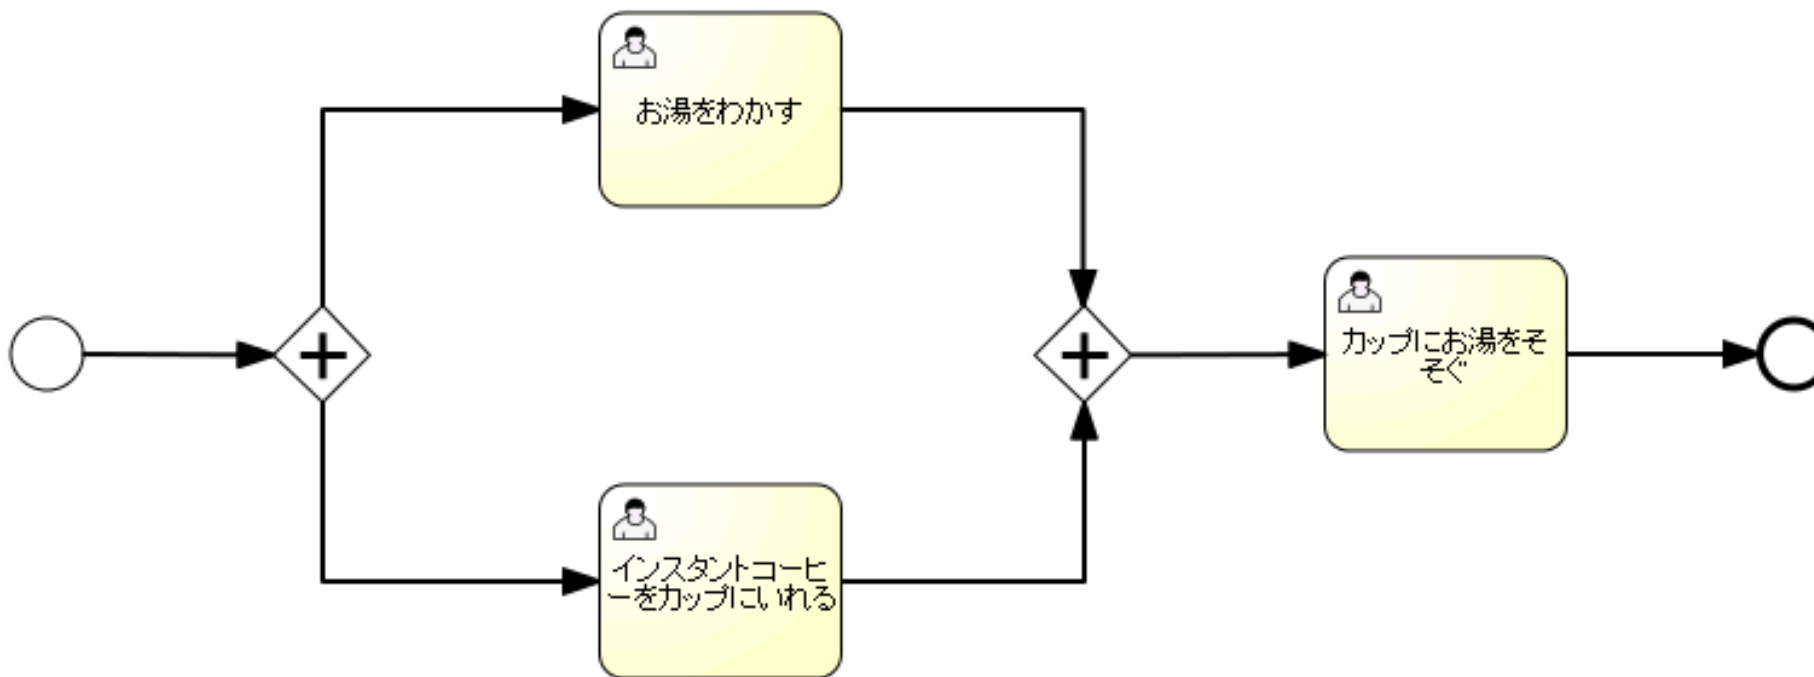 お湯をわかす
カップにお湯をそ
そぐ
インスタントコーヒ
ーをカップにいれる